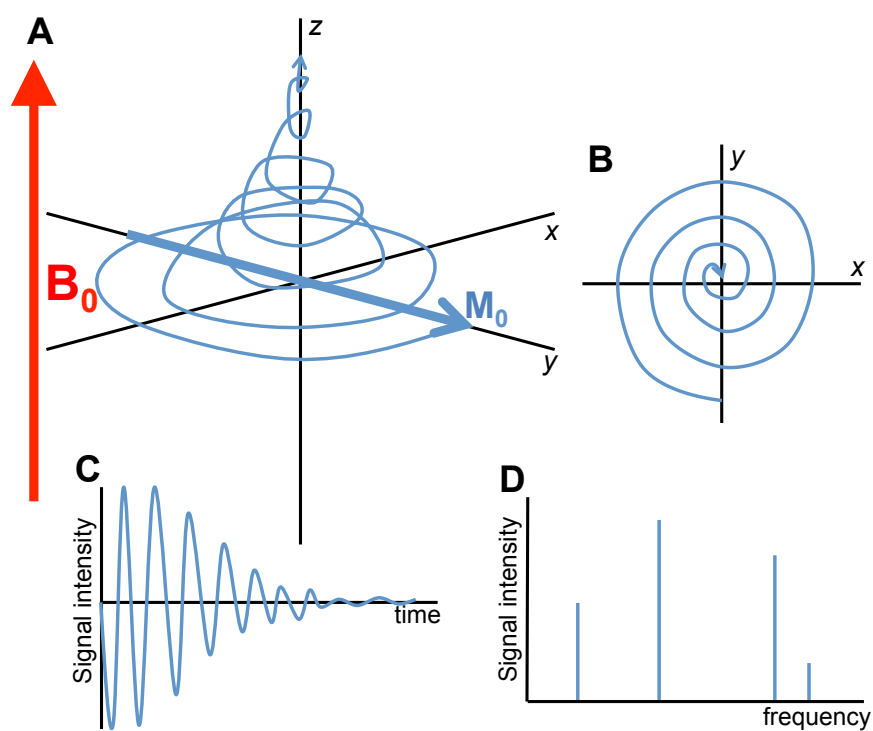 A
z
x
B₀
M₀
y
B
y
x
C
Signal intensity
time
D
Signal intensity
frequency